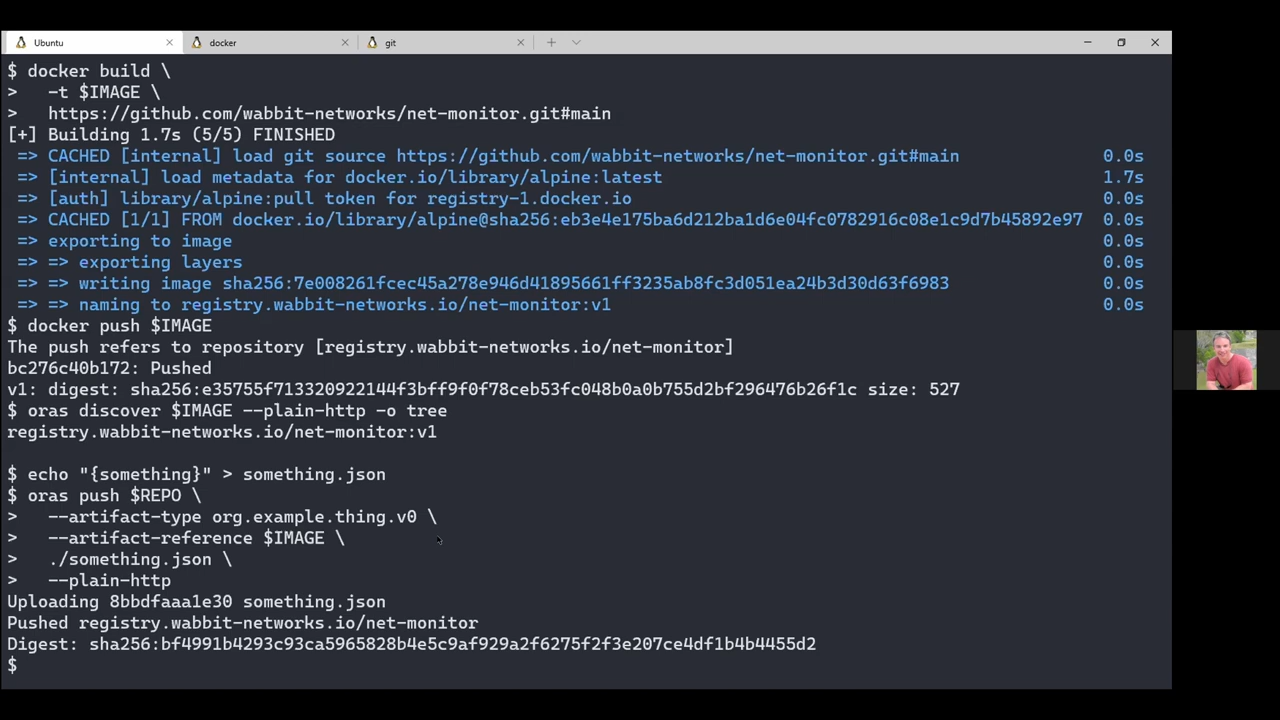 Ubuntu docker git
$ docker build \
>   -t $IMAGE \
>   https://github.com/wabbit-networks/net-monitor.git#main
[+] Building 1.7s (5/5) FINISHED
=> CACHED [internal] load git source https://github.com/wabbit-networks/net-monitor.git#main 0.0s
=> [internal] load metadata for docker.io/library/alpine:latest 1.7s
=> [auth] library/alpine:pull token for registry-1.docker.io 0.0s
=> CACHED [1/1] FROM docker.io/library/alpine@sha256:eb3e4e175ba6d212ba1d6e04fc0782916c08e1c9d7b45892e97 0.0s
=> exporting to image 0.0s
=> => exporting layers 0.0s
=> => writing image sha256:7e008261fcec45a278e946d41895661ff3235ab8fc3d051ea24b3d30d63f6983 0.0s
=> => naming to registry.wabbit-networks.io/net-monitor:v1 0.0s
$ docker push $IMAGE
The push refers to repository [registry.wabbit-networks.io/net-monitor]
bc276c40b172: Pushed
v1: digest: sha256:e35755f713320922144f3bff9f0f78ceb53fc048b0a0b755d2bf296476b26f1c size: 527
$ oras discover $IMAGE --plain-http -o tree
registry.wabbit-networks.io/net-monitor:v1
$ echo "{something}" > something.json
$ oras push $REPO \
>   --artifact-type org.example.thing.v0 \
>   --artifact-reference $IMAGE \
>   ./something.json \
>   --plain-http
Uploading 8bbdfaaa1e30 something.json
Pushed registry.wabbit-networks.io/net-monitor
Digest: sha256:bf4991b4293c93ca5965828b4e5c9af929a2f6275f2f3e207ce4df1b4b4455d2
$